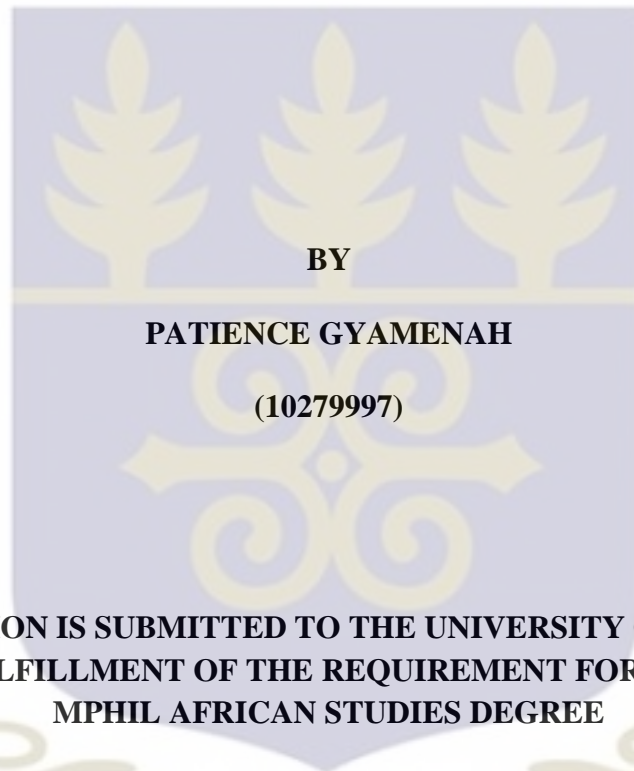 BY
PATIENCE GYAMENAH
(10279997)
ON IS SUBMITTED TO THE UNIVERSITY
LFILLMENT OF THE REQUIREMENT FOR
MPHIL AFRICAN STUDIES DEGREE